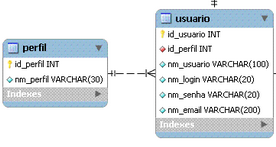 perfil
id_perfil INT
nm_perfil VARCHAR(30)
Indexes
usuario
id_usuario INT
id_perfil INT
nm_usuario VARCHAR(100)
nm_login VARCHAR(20)
nm_senha VARCHAR(20)
nm_email VARCHAR(200)
Indexes